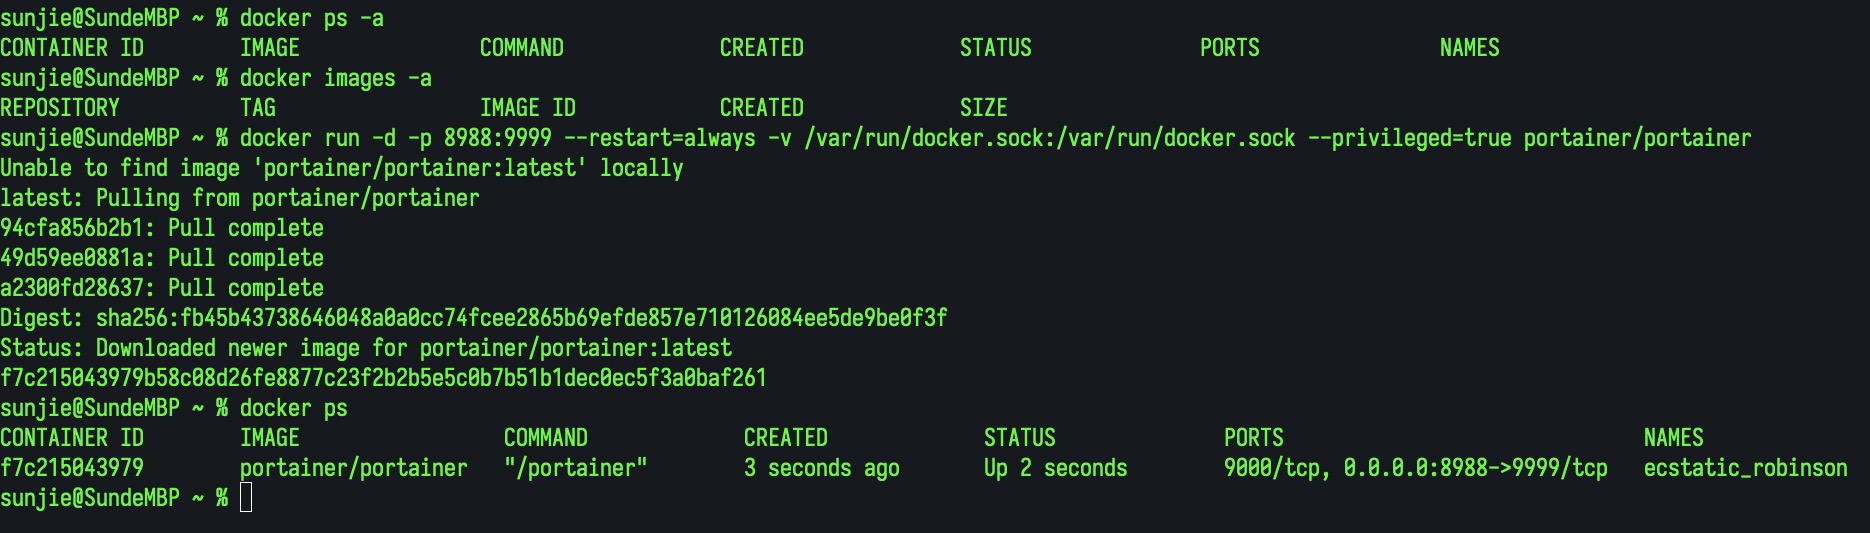 sunjie@SundeMBP ~ % docker ps -a
CONTAINER ID        IMAGE               COMMAND             CREATED             STATUS              PORTS               NAMES
sunjie@SundeMBP ~ % docker images -a
REPOSITORY          TAG                 IMAGE ID            CREATED             SIZE
sunjie@SundeMBP ~ % docker run -d -p 8988:9999 --restart=always -v /var/run/docker.sock:/var/run/docker.sock --privileged=true portainer/portainer
Unable to find image 'portainer/portainer:latest' locally
latest: Pulling from portainer/portainer
94cfa856b2b1: Pull complete
49d59ee0881a: Pull complete
a2300fd28637: Pull complete
Digest: sha256:fb45b43738646048a0a0cc74fcee2865b69efde857e710126084ee5de9be0f3f
Status: Downloaded newer image for portainer/portainer:latest
f7c215043979b58c08d26fe8877c23f2b2b5e5c0b7b51b1dec0ec5f3a0baf261
sunjie@SundeMBP ~ % docker ps
CONTAINER ID        IMAGE                 COMMAND             CREATED             STATUS              PORTS                              NAMES
f7c215043979        portainer/portainer   "/portainer"        3 seconds ago       Up 2 seconds        9000/tcp, 0.0.0.0:8988->9999/tcp   ecstatic_robinson
sunjie@SundeMBP ~ %